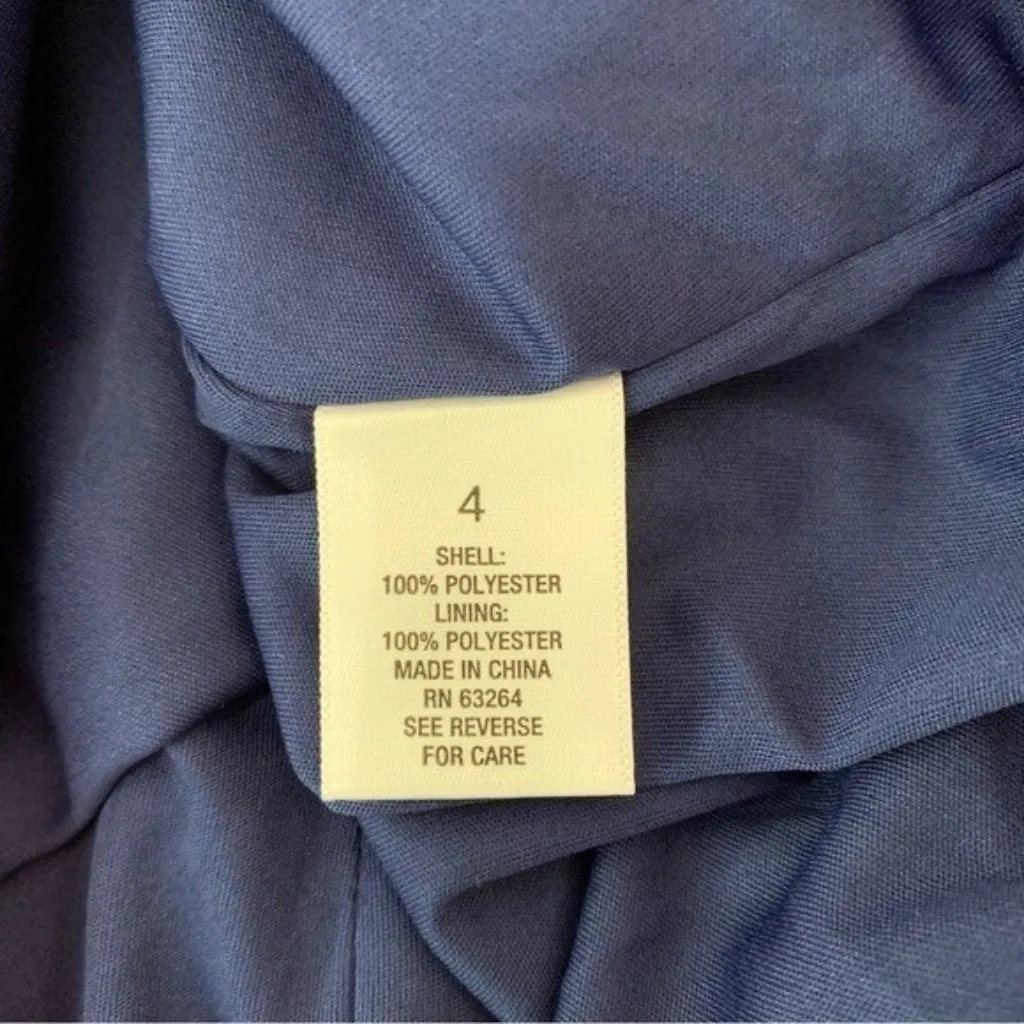 4
SHELL:
100% POLYESTER
LINING:
100% POLYESTER
MADE IN CHINA
RN 63264
SEE REVERSE
FOR CARE